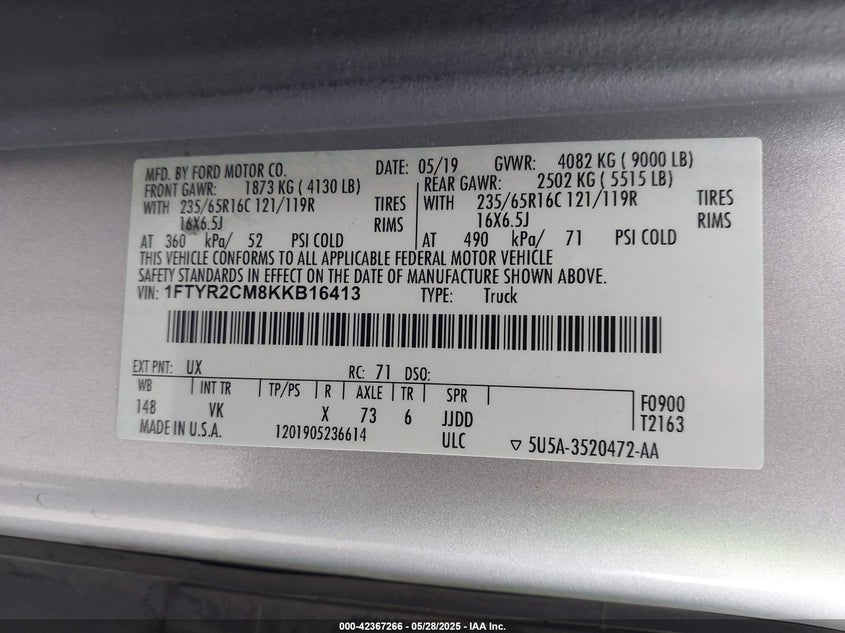 MFD. BY FORD MOTOR CO. DATE: 05/19 GVWR: 4082 KG ( 9000 LB)
FRONT GAWR: 1873 KG ( 4130 LB) REAR GAWR: 2502 KG ( 5515 LB)
WITH 235/65R16C 121/119R TIRES WITH 235/65R16C 121/119R TIRES
16X6.5J RIMS 16X6.5J RIMS
AT 360 kPa/ 52 PSI COLD AT 490 kPa/ 71 PSI COLD
THIS VEHICLE CONFORMS TO ALL APPLICABLE FEDERAL MOTOR VEHICLE
SAFETY STANDARDS IN EFFECT ON THE DATE OF MANUFACTURE SHOWN ABOVE.
VIN: 1FTYR2CM8KKB16413 TYPE: Truck
EXT PNT: UX RC: 71 DSO:
WB INT TR TP/PS R AXLE TR SPR F0900
148 VK X 73 6 JJDD T2163
MADE IN U.S.A. 1201905236614 ULC ▽ 5U5A-3520472-AA
000-42367266 - 05/28/2025 - IAA Inc.